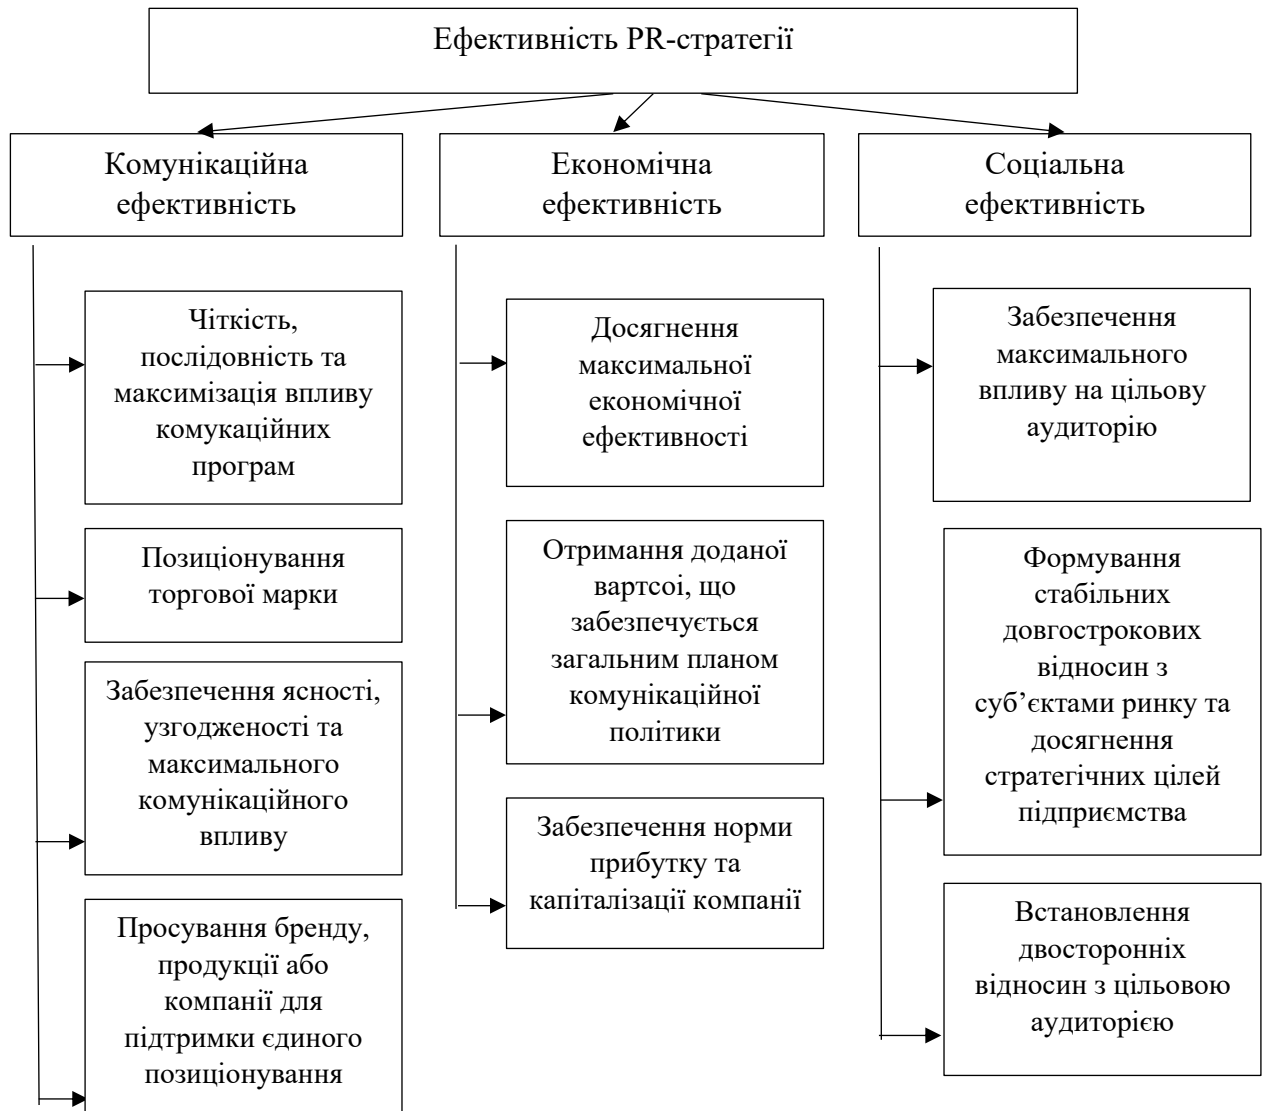 Ефективність PR-стратегії
Комунікаційна
ефективність
Економічна
ефективність
Соціальна
ефективність
Чіткість,
послідовність та
максимізація впливу
комукаційних
програм
Позиціонування
торгової марки
Забезпечення ясності,
узгодженості та
максимального
комунікаційного
впливу
Просування бренду,
продукції або
компанії для
підтримки єдиного
позиціонування
Досягнення
максимальної
економічної
ефективності
Отримання доданої
вартсоі, що
забезпечується
загальним планом
комунікаційної
політики
Забезпечення норми
прибутку та
капіталізації компанії
Забезпечення
максимального
впливу на цільову
аудиторію
Формування
стабільних
довгострокових
відносин з
суб’єктами ринку та
досягнення
стратегічних цілей
підприємства
Встановлення
двосторонніх
відносин з цільовою
аудиторією